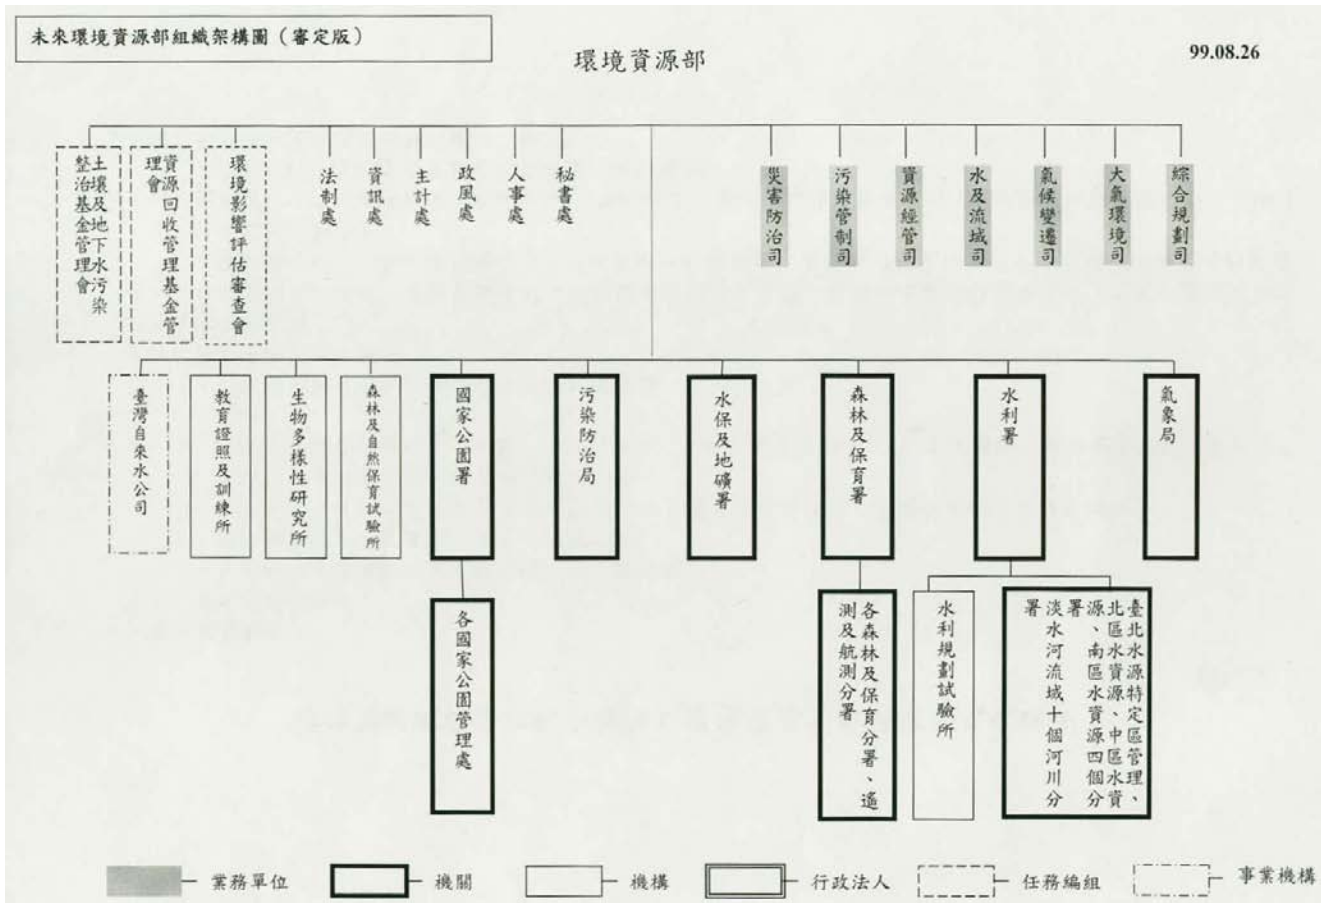 未來環境資源部組織架構圖（審定版）
環境資源部
99.08.26
土壤及地下水污染
整治基金管理會
資源回收管理基金管
理會
環境影響評估審查會
法制處
資訊處
主計處
政風處
人事處
秘書處
災害防治司
污染管制司
資源經管司
水及流域司
氣候變遷司
大氣環境司
綜合規劃司
臺灣自來水公司
教育證照及訓練所
生物多樣性研究所
森林及自然保育試驗所
國家公園署
污染防治局
水保及地礦署
森林及保育署
水利署
氣象局
各國家公園管理處
各森林及保育分署、遙
測及航測分署
水利規劃試驗所
臺北水源特定區管理、
北區水資源、中區水資
源、南區水資源四個分
署
淡水河流域十個河川分
署
業務單位
機關
機構
行政法人
任務編組
事業機構